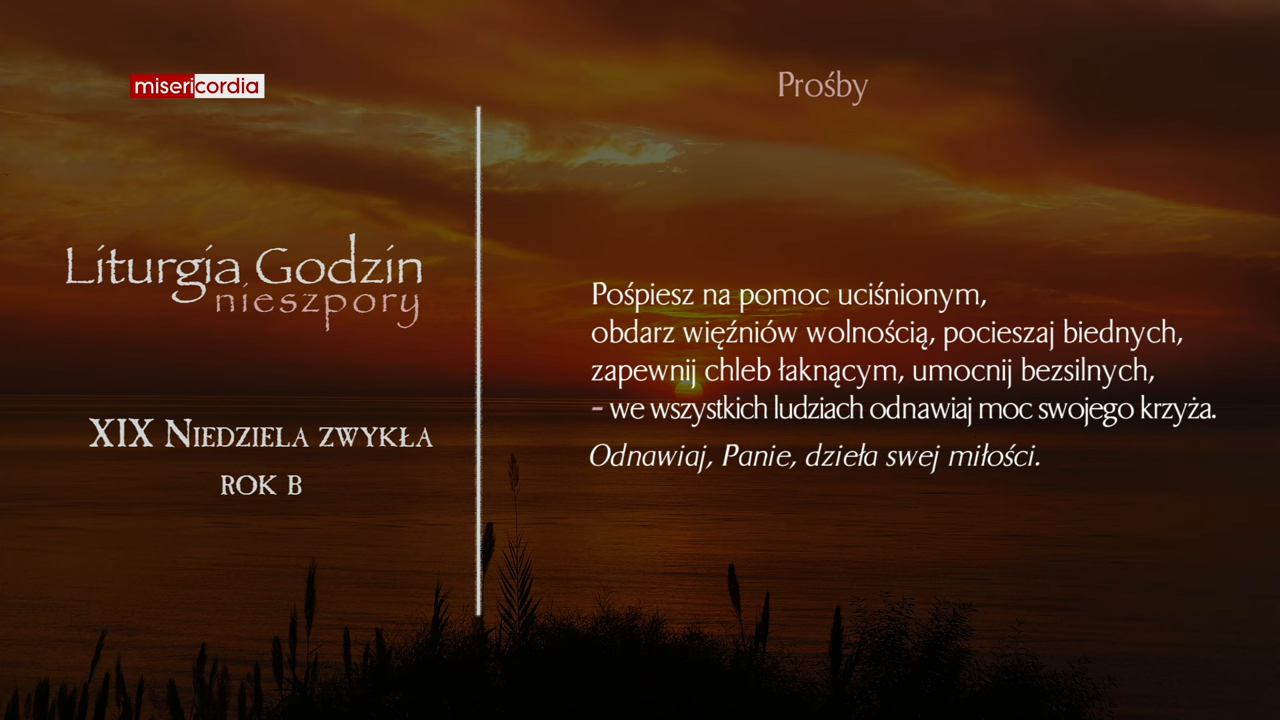 misericordia
Liturgia Godzin
nieszpory
XIX Niedziela zwykła
rok B
Prośby
Pośpiesz na pomoc uciśnionym,
obdarz więźniów wolnością, pocieszaj biednych,
zapewnij chleb łaknącym, umocnij bezsilnych,
- we wszystkich ludziach odnawiaj moc swojego krzyża.
Odnawiaj, Panie, dzieła swej miłości.